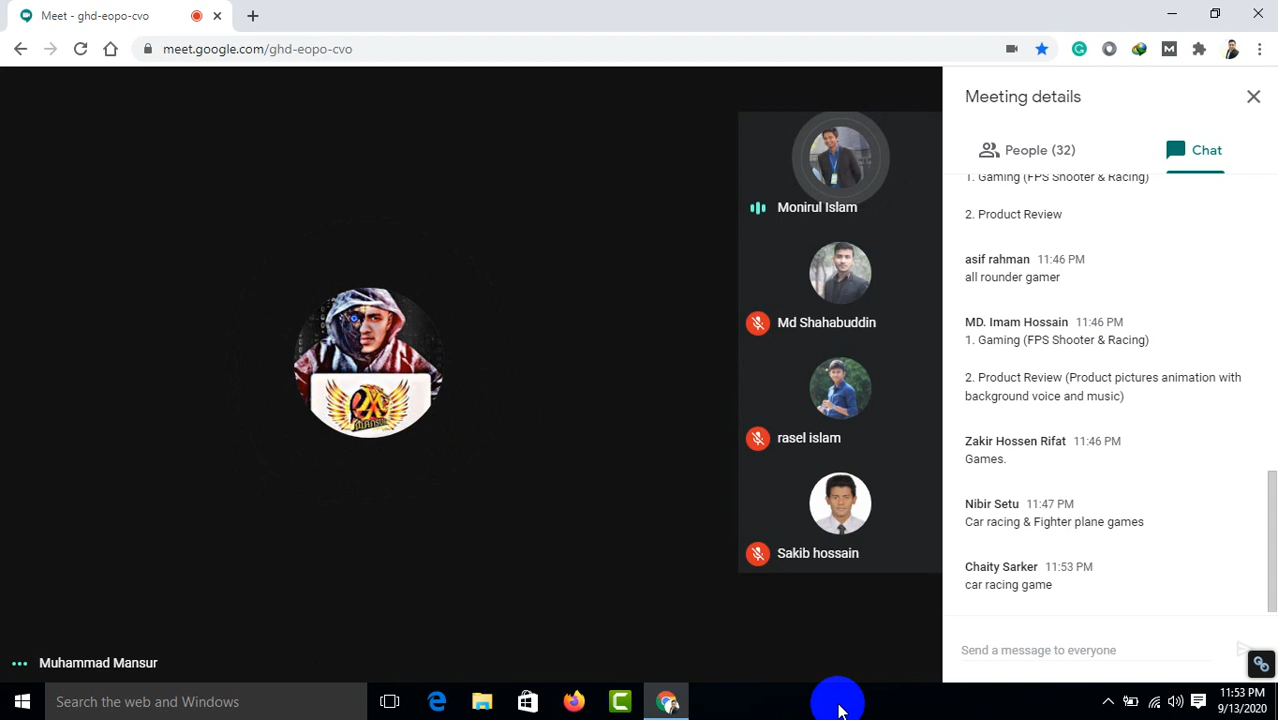 Meet - ghd-eopo-cvo
meet.google.com/ghd-eopo-cvo
Meeting details
People (32)
Chat
1. Gaming (FPS Shooter & Racing)
2. Product Review
asif rahman 11:46 PM
all rounder gamer
MD. Imam Hossain 11:46 PM
1. Gaming (FPS Shooter & Racing)
2. Product Review (Product pictures animation with
background voice and music)
Zakir Hossen Rifat 11:46 PM
Games.
Nibir Setu 11:47 PM
Car racing & Fighter plane games
Chaity Sarker 11:53 PM
car racing game
Send a message to everyone
Monirul Islam
Md Shahabuddin
rasel islam
Sakib hossain
MANSUR
Muhammad Mansur
Search the web and Windows
11:53 PM
9/13/2020